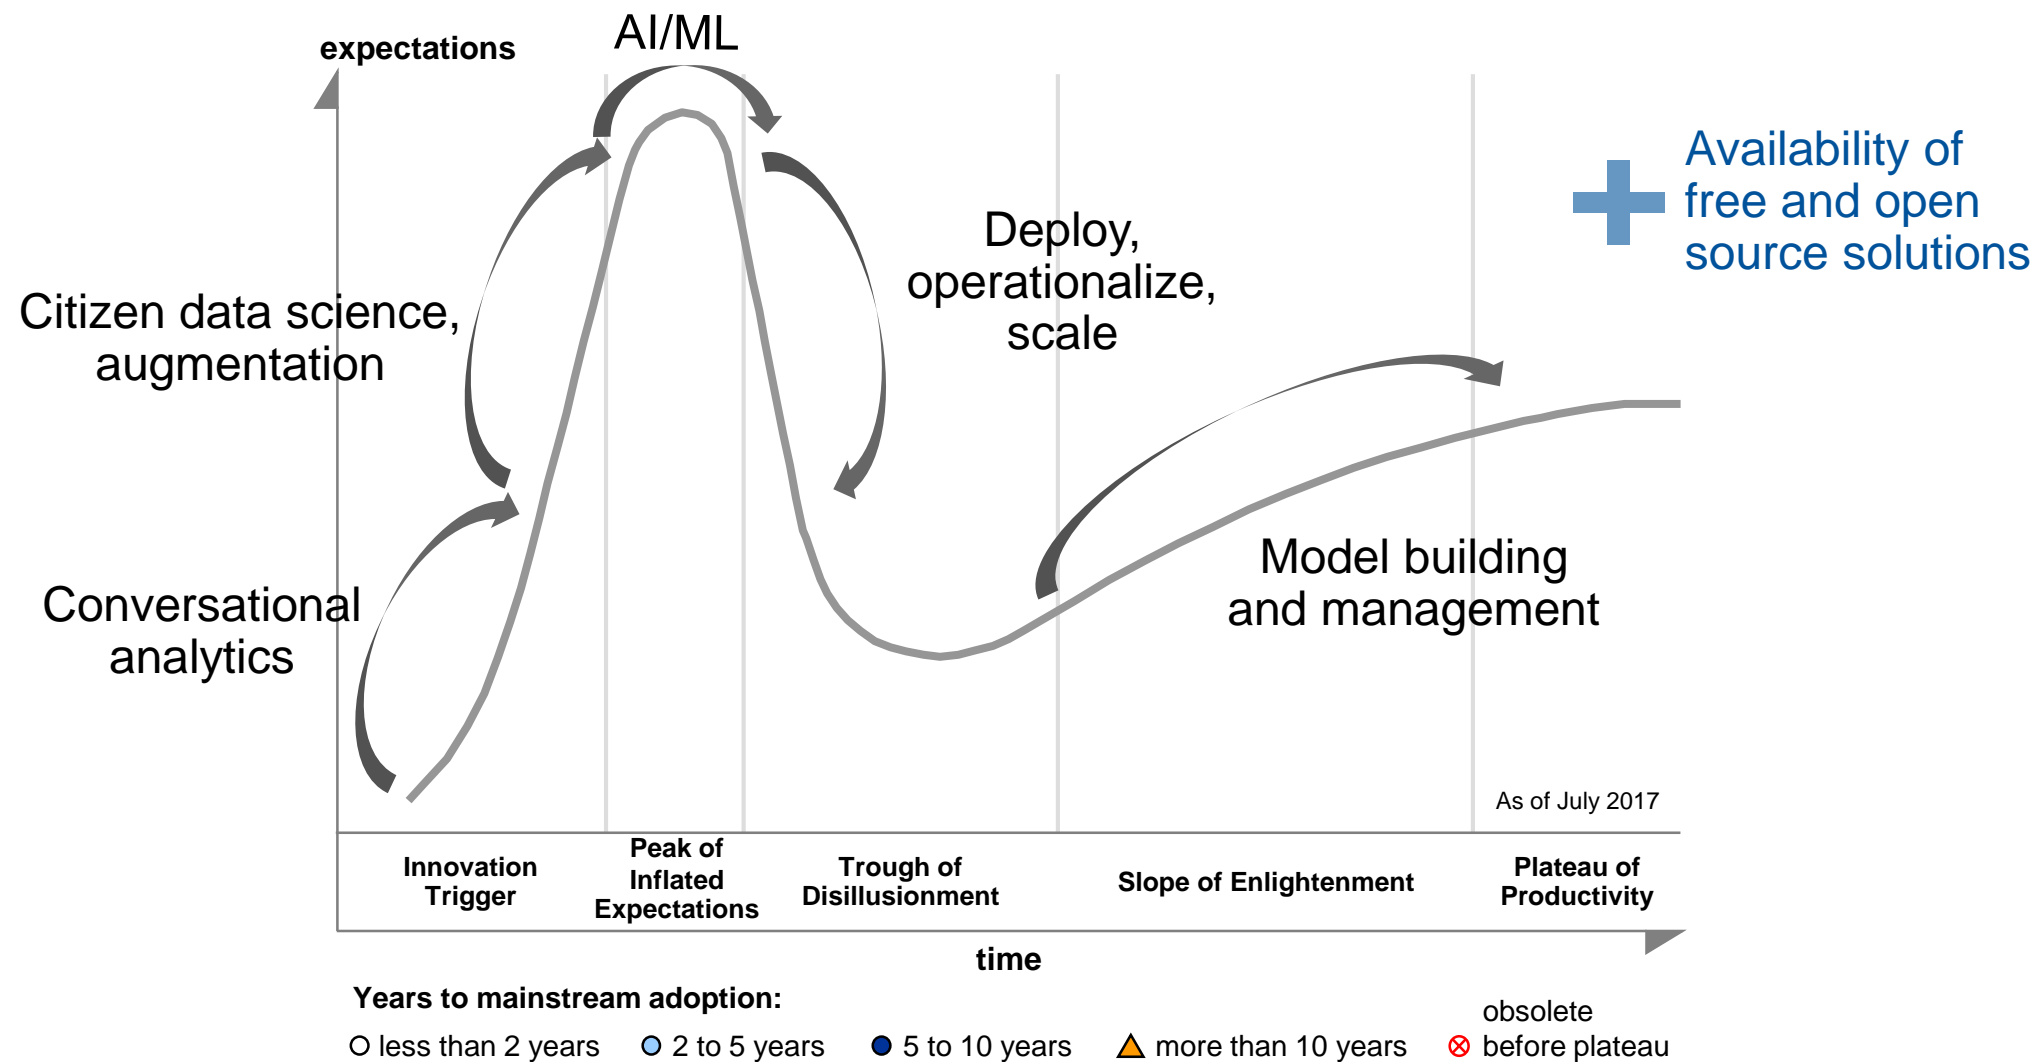 AI/ML
expectations
Availability of
free and open
source solutions
Deploy,
operationalize,
scale
Citizen data science,
augmentation
Model building
and management
Conversational
analytics
As of July 2017
Innovation
Trigger
Peak of
Inflated
Expectations
Trough of
Disillusionment
Slope of Enlightenment
Plateau of
Productivity
time
Years to mainstream adoption:
less than 2 years
2 to 5 years
5 to 10 years
more than 10 years
obsolete
before plateau